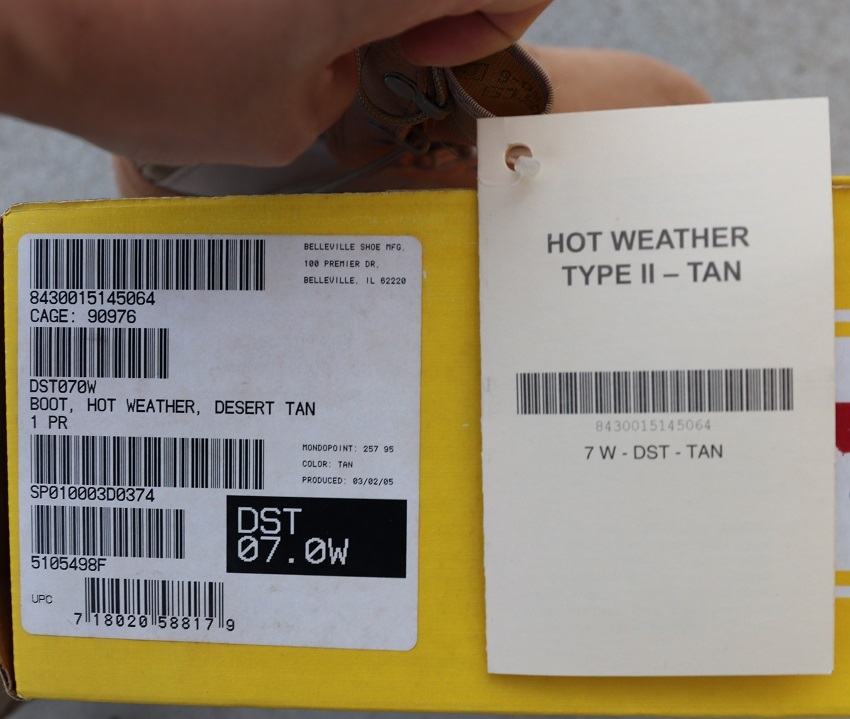 BELLEVILLE SHOE MFG.
100 PREMIER DR.
BELLEVILLE, IL 62220
8430015145064
CAGE: 90976
DST070W
BOOT, HOT WEATHER, DESERT TAN
1 PR
MONDOPOINT: 257 95
COLOR: TAN
PRODUCED: 03/02/05
SP010003D0374
DST
07.0W
5105498F
UPC
7 18020 58817 9
HOT WEATHER
TYPE II – TAN
8430015145064
7 W - DST - TAN